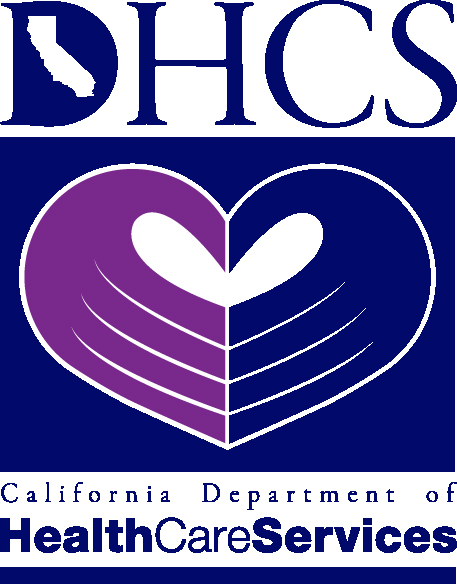 DHCS
California Department of
HealthCareServices